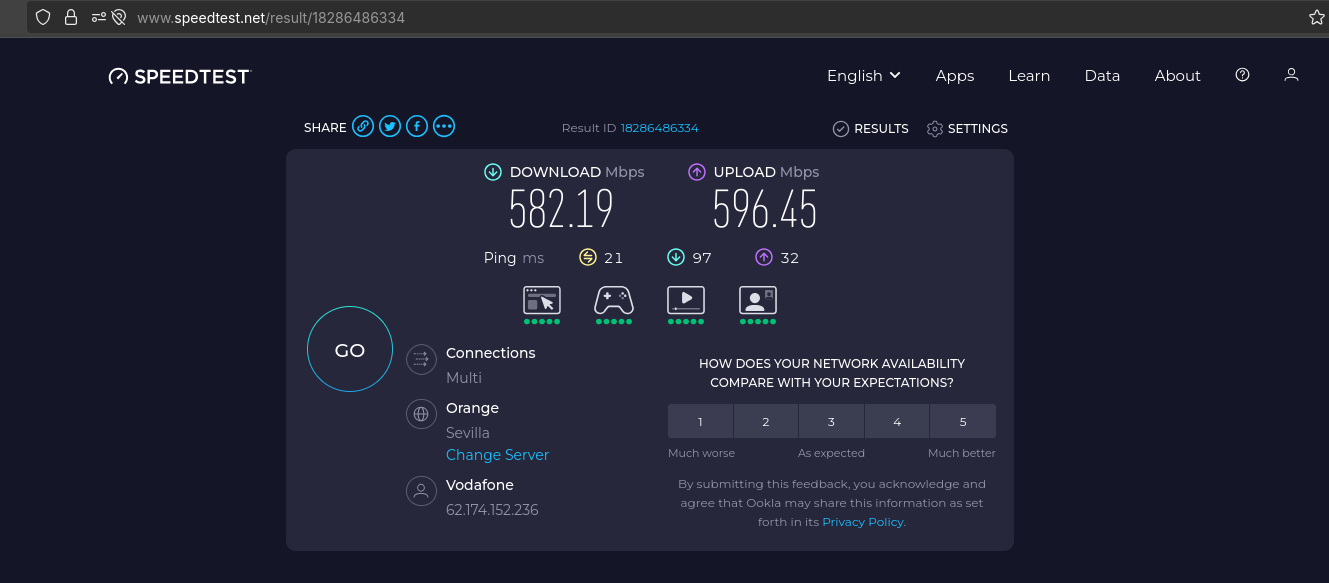 www.speedtest.net/result/18286486334
SPEEDTEST
English Apps Learn Data About
SHARE Result ID 18286486334 RESULTS SETTINGS
DOWNLOAD Mbps UPLOAD Mbps
582.19 596.45
Ping ms 21 97 32
GO
Connections
Multi
Orange
Sevilla
Change Server
Vodafone
62.174.152.236
HOW DOES YOUR NETWORK AVAILABILITY
COMPARE WITH YOUR EXPECTATIONS?
1 2 3 4 5
Much worse As expected Much better
By submitting this feedback, you acknowledge and
agree that Ookla may share this information as set
forth in its Privacy Policy.